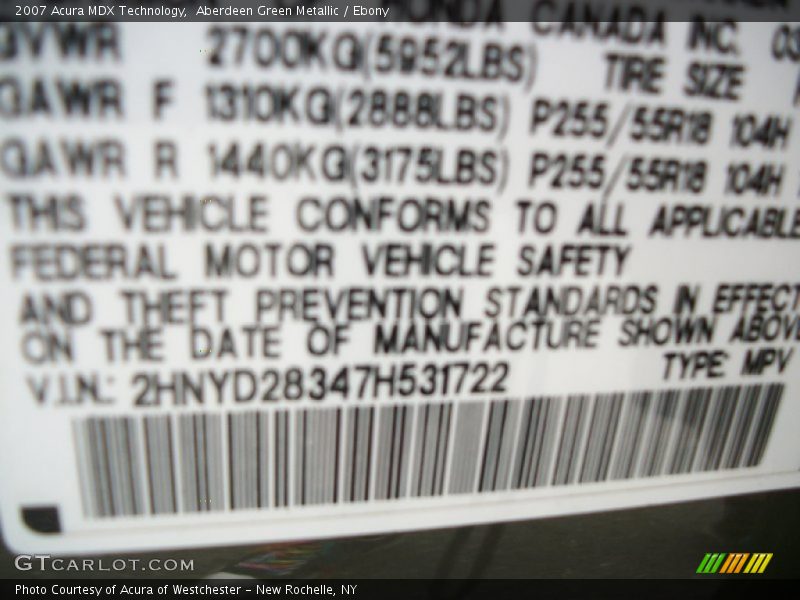 2007 Acura MDX Technology, Aberdeen Green Metallic / Ebony
HONDA CANADA INC. 03
GVWR 2700KG(5952LBS) TIRE SIZE
GAWR F 1310KG(2888LBS) P255/55R18 104H
GAWR R 1440KG(3175LBS) P255/55R18 104H
THIS VEHICLE CONFORMS TO ALL APPLICABLE
FEDERAL MOTOR VEHICLE SAFETY
AND THEFT PREVENTION STANDARDS IN EFFECT
ON THE DATE OF MANUFACTURE SHOWN ABOVE
TYPE: MPV
V.I.N.: 2HNYD28347H531722
GTCARLOT.COM
Photo Courtesy of Acura of Westchester - New Rochelle, NY